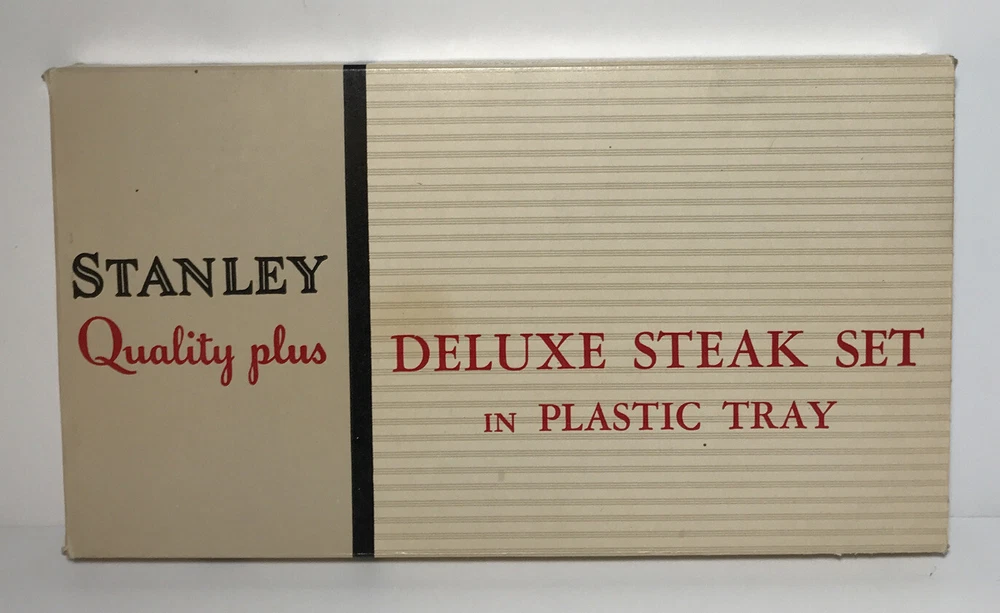 STANLEY
Quality plus
DELUXE STEAK SET
IN PLASTIC TRAY